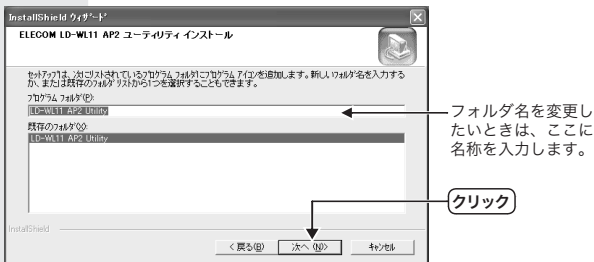 InstallShield ウィザード
ELECOM LD-WL11 AP2 ユーティリティ インストール
セットアップは、次にリストされているプログラム フォルダにプログラム アイコンを追加します。新しいフォルダ名を入力する
か、または既存のフォルダ リストから1つを選択することもできます。
プログラム フォルダ(P):
LD-WL11 AP2 Utility
既存のフォルダ(X):
LD-WL11 AP2 Utility
フォルダ名を変更し
たいときは、ここに
名称を入力します。
クリック
InstallShield
< 戻る(B)
次へ (N)>
キャンセル